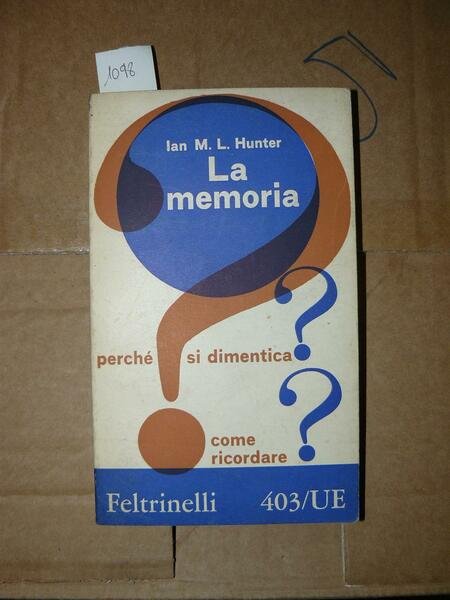 1098
Ian M. L. Hunter
La
memoria
perché si dimentica ?
come
ricordare ?
Feltrinelli 403/UE